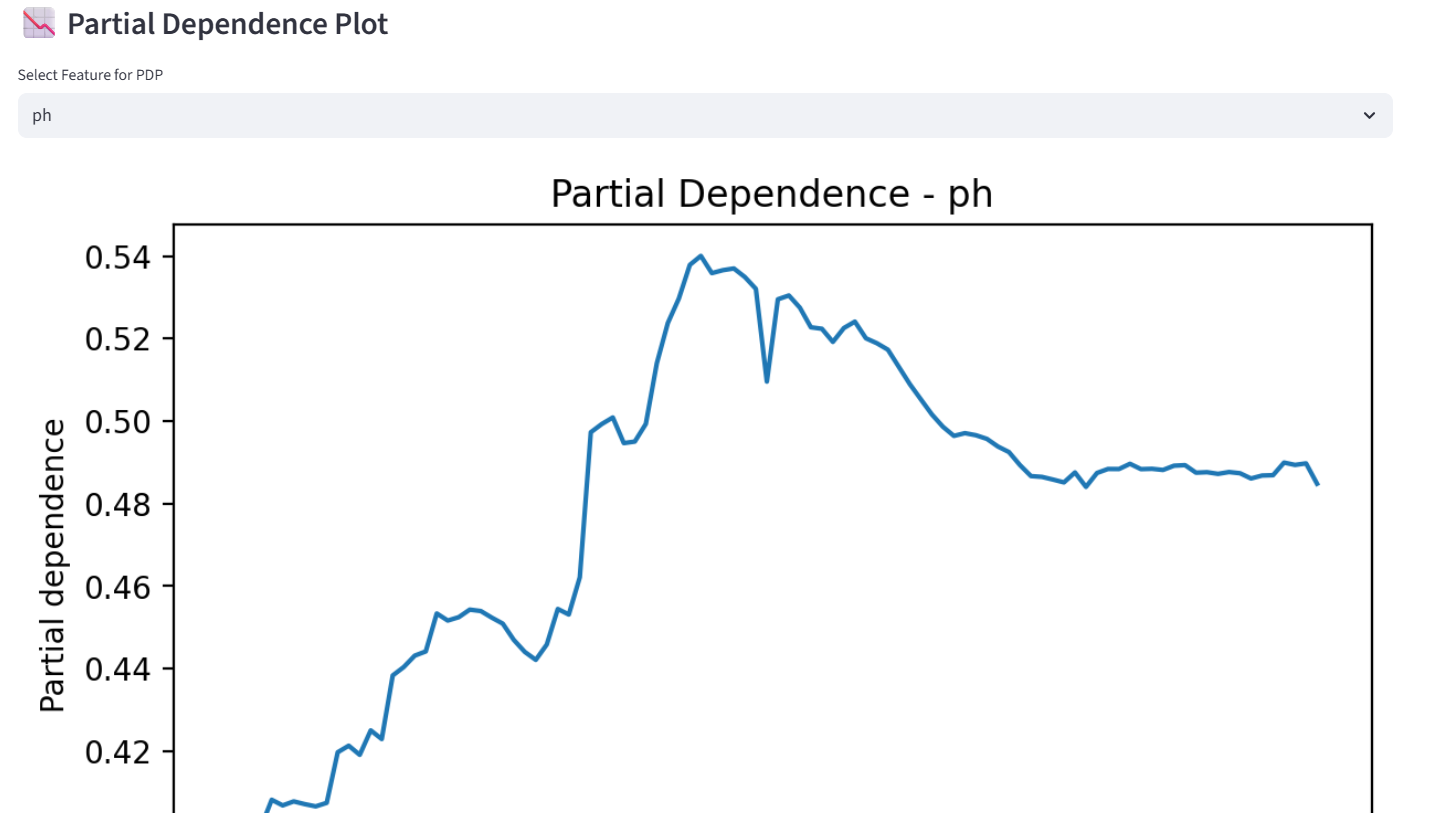 Partial Dependence Plot
Select Feature for PDP
ph
Partial Dependence - ph
0.54
0.52
0.50
0.48
0.46
0.44
0.42
Partial dependence